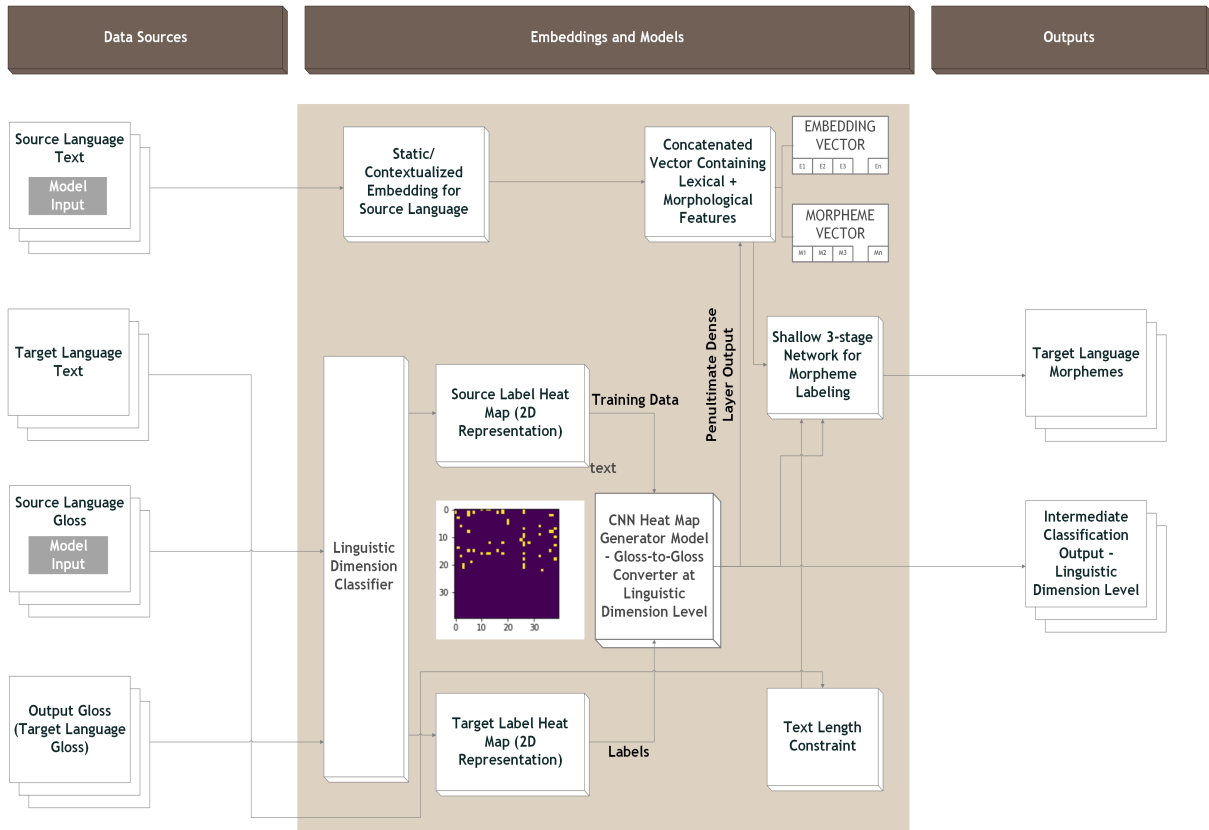 Data Sources
Embeddings and Models
Outputs
Source Language
Text
Model
Input
Static/
Contextualized
Embedding for
Source Language
Concatenated
Vector Containing
Lexical +
Morphological
Features
EMBEDDING
VECTOR
E1 E2 E3 En
MORPHEME
VECTOR
M1 M2 M3 Mn
Target Language
Text
Penultimate Dense
Layer Output
Shallow 3-stage
Network for
Morpheme
Labeling
Target Language
Morphemes
Source Label Heat
Map (2D
Representation)
Training Data
text
Source Language
Gloss
Model
Input
Linguistic
Dimension
Classifier
0
10
20
30
0 10 20 30
CNN Heat Map
Generator Model
- Gloss-to-Gloss
Converter at
Linguistic
Dimension Level
Intermediate
Classification
Output -
Linguistic
Dimension Level
Output Gloss
(Target Language
Gloss)
Target Label Heat
Map (2D
Representation)
Labels
Text Length
Constraint